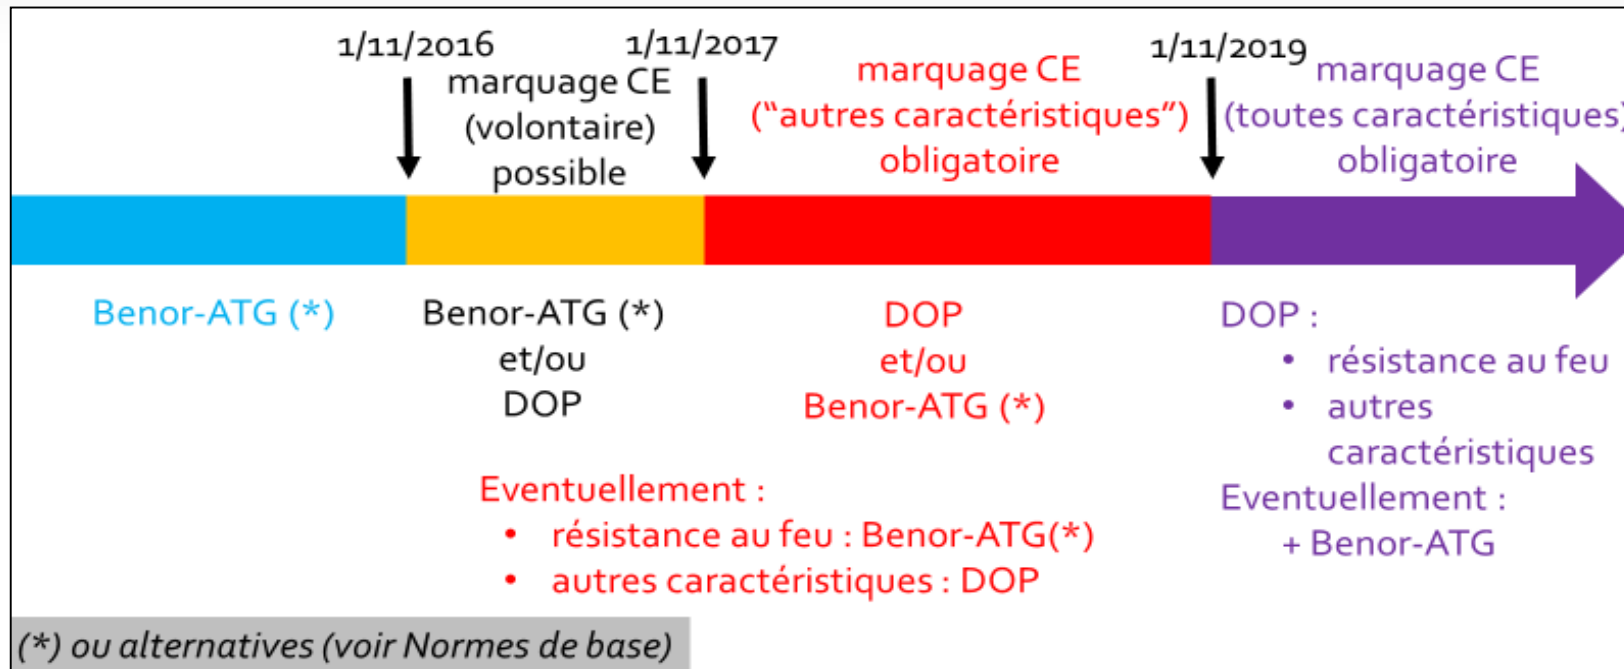 1/11/2016
1/11/2017
1/11/2019
marquage CE
(volontaire)
possible
marquage CE
(“autres caractéristiques”)
obligatoire
marquage CE
(toutes caractéristiques)
obligatoire
Benor-ATG (*)
Benor-ATG (*)
et/ou
DOP
DOP
et/ou
Benor-ATG (*)
Eventuellement :
• résistance au feu : Benor-ATG(*)
• autres caractéristiques : DOP
DOP :
• résistance au feu
• autres
caractéristiques
Eventuellement :
+ Benor-ATG
(*) ou alternatives (voir Normes de base)